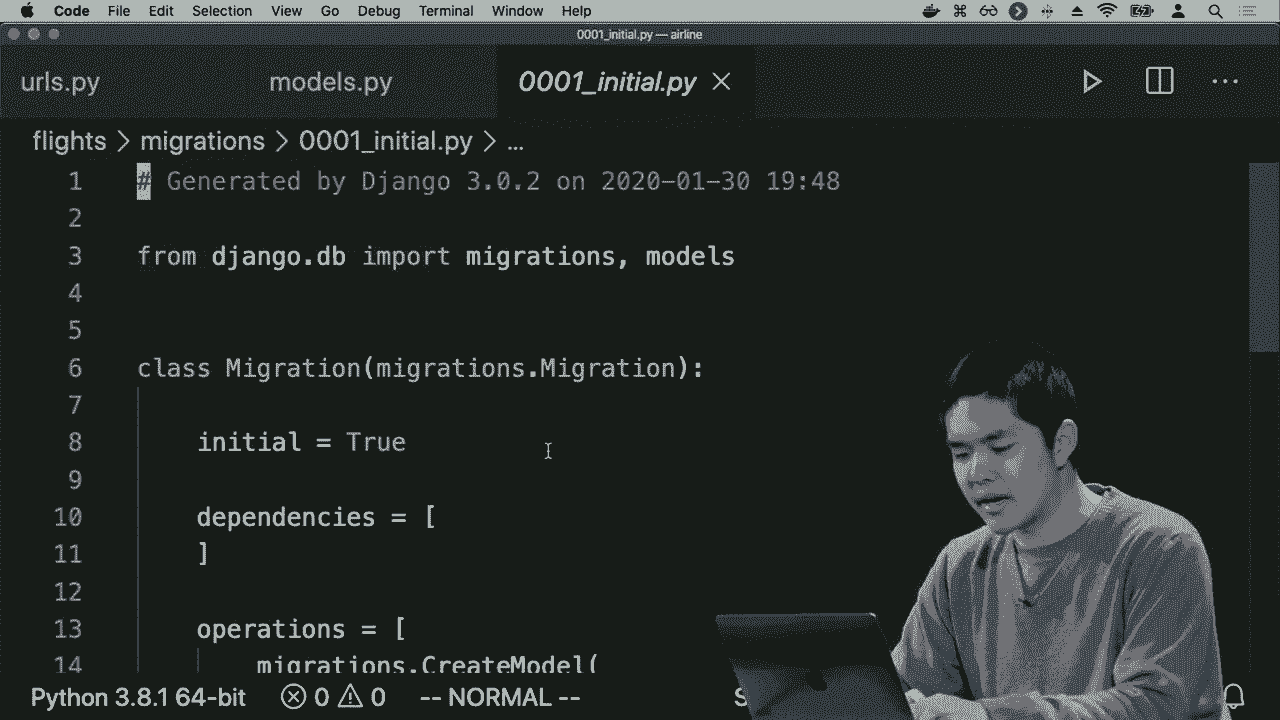 Code File Edit Selection View Go Debug Terminal Window Help
0001_initial.py — airline
urls.py models.py 0001_initial.py
flights > migrations > 0001_initial.py > ...
1 # Generated by Django 3.0.2 on 2020-01-30 19:48
2
3 from django.db import migrations, models
4
5
6 class Migration(migrations.Migration):
7
8 initial = True
9
10 dependencies = [
11 ]
12
13 operations = [
14 migrations.CreateModel(
Python 3.8.1 64-bit 0 0 -- NORMAL --